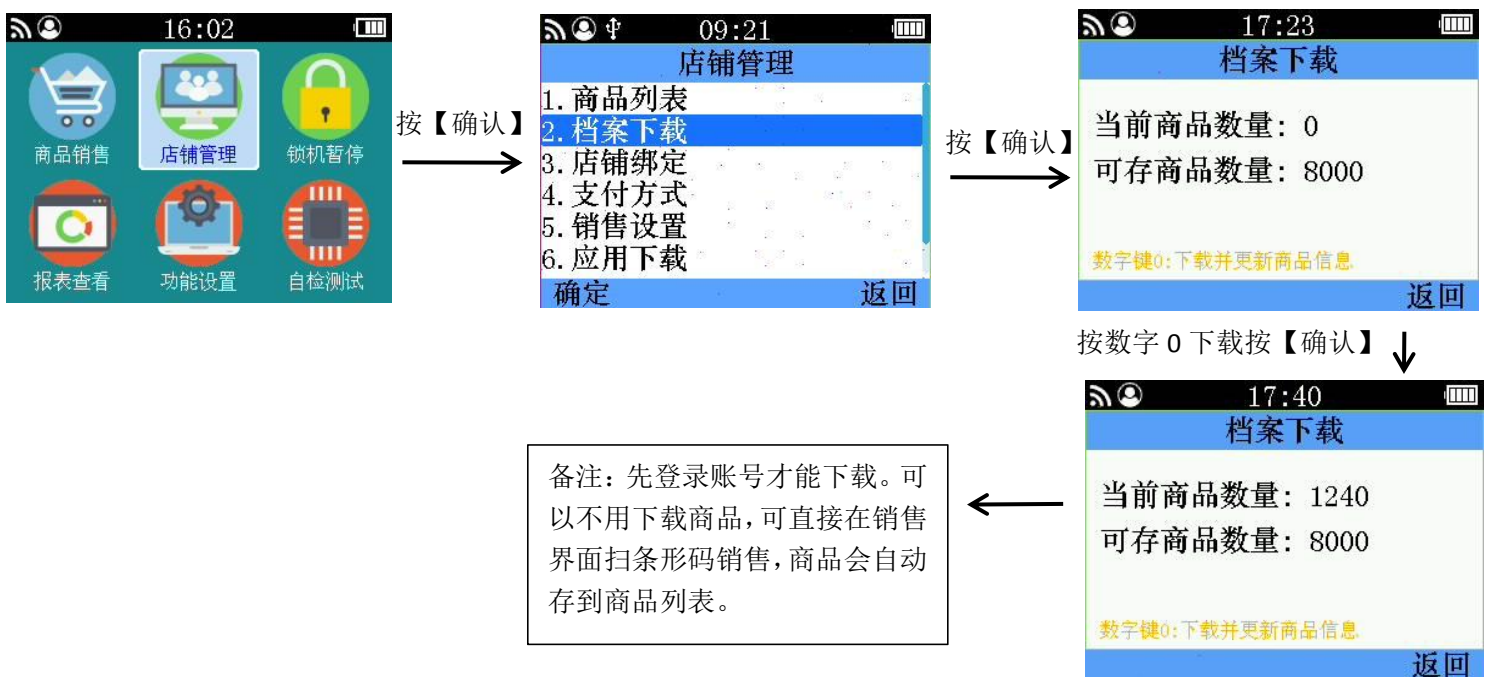 16:02
商品销售 店铺管理 锁机暂停
报表查看 功能设置 自检测试
按【确认】
09:21
店铺管理
1.商品列表
2.档案下载
3.店铺绑定
4.支付方式
5.销售设置
6.应用下载
确定 返回
按【确认】
17:23
档案下载
当前商品数量: 0
可存商品数量: 8000
数字键0:下载并更新商品信息
返回
按数字 0 下载按【确认】
17:40
档案下载
当前商品数量: 1240
可存商品数量: 8000
数字键0:下载并更新商品信息
返回
备注：先登录账号才能下载。可
以不用下载商品，可直接在销售
界面扫条形码销售，商品会自动
存到商品列表。